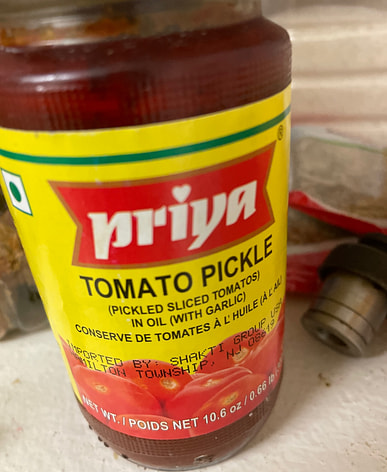 priya
®
TOMATO PICKLE
(PICKLED SLICED TOMATOS)
IN OIL (WITH GARLIC)
CONSERVE DE TOMATES À L'HUILE (À L'AIL)
IMPORTED BY: SHAKTI GROUP USA
WILTON TOWNSHIP, NJ
NET WT. / POIDS NET 10.6 oz / 0.66 lb